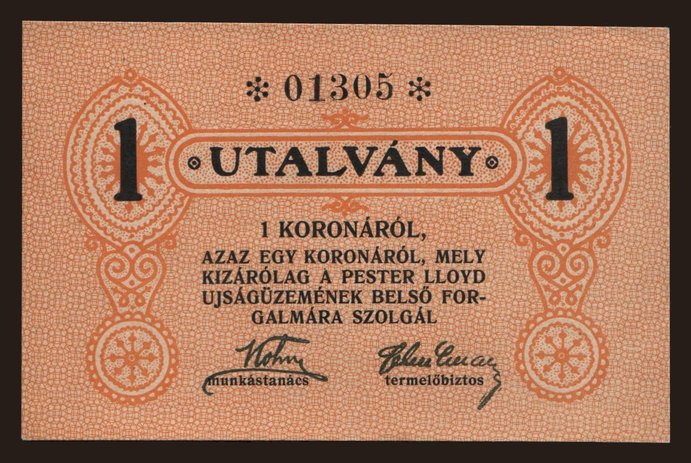 * 01305 *
1 UTALVÁNY 1
1 KORONÁRÓL,
AZAZ EGY KORONÁRÓL, MELY
KIZÁRÓLAG A PESTER LLOYD
UJSÁGÜZEMÉNEK BELSŐ FOR-
GALMÁRA SZOLGÁL
munkástanács termelőbiztos